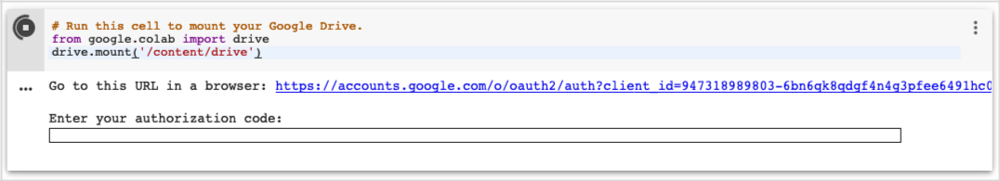 # Run this cell to mount your Google Drive.
from google.colab import drive
drive.mount('/content/drive')
... Go to this URL in a browser: https://accounts.google.com/o/oauth2/auth?client_id=947318989803-6bn6qk8qdgf4n4g3pfee6491hc0
Enter your authorization code: